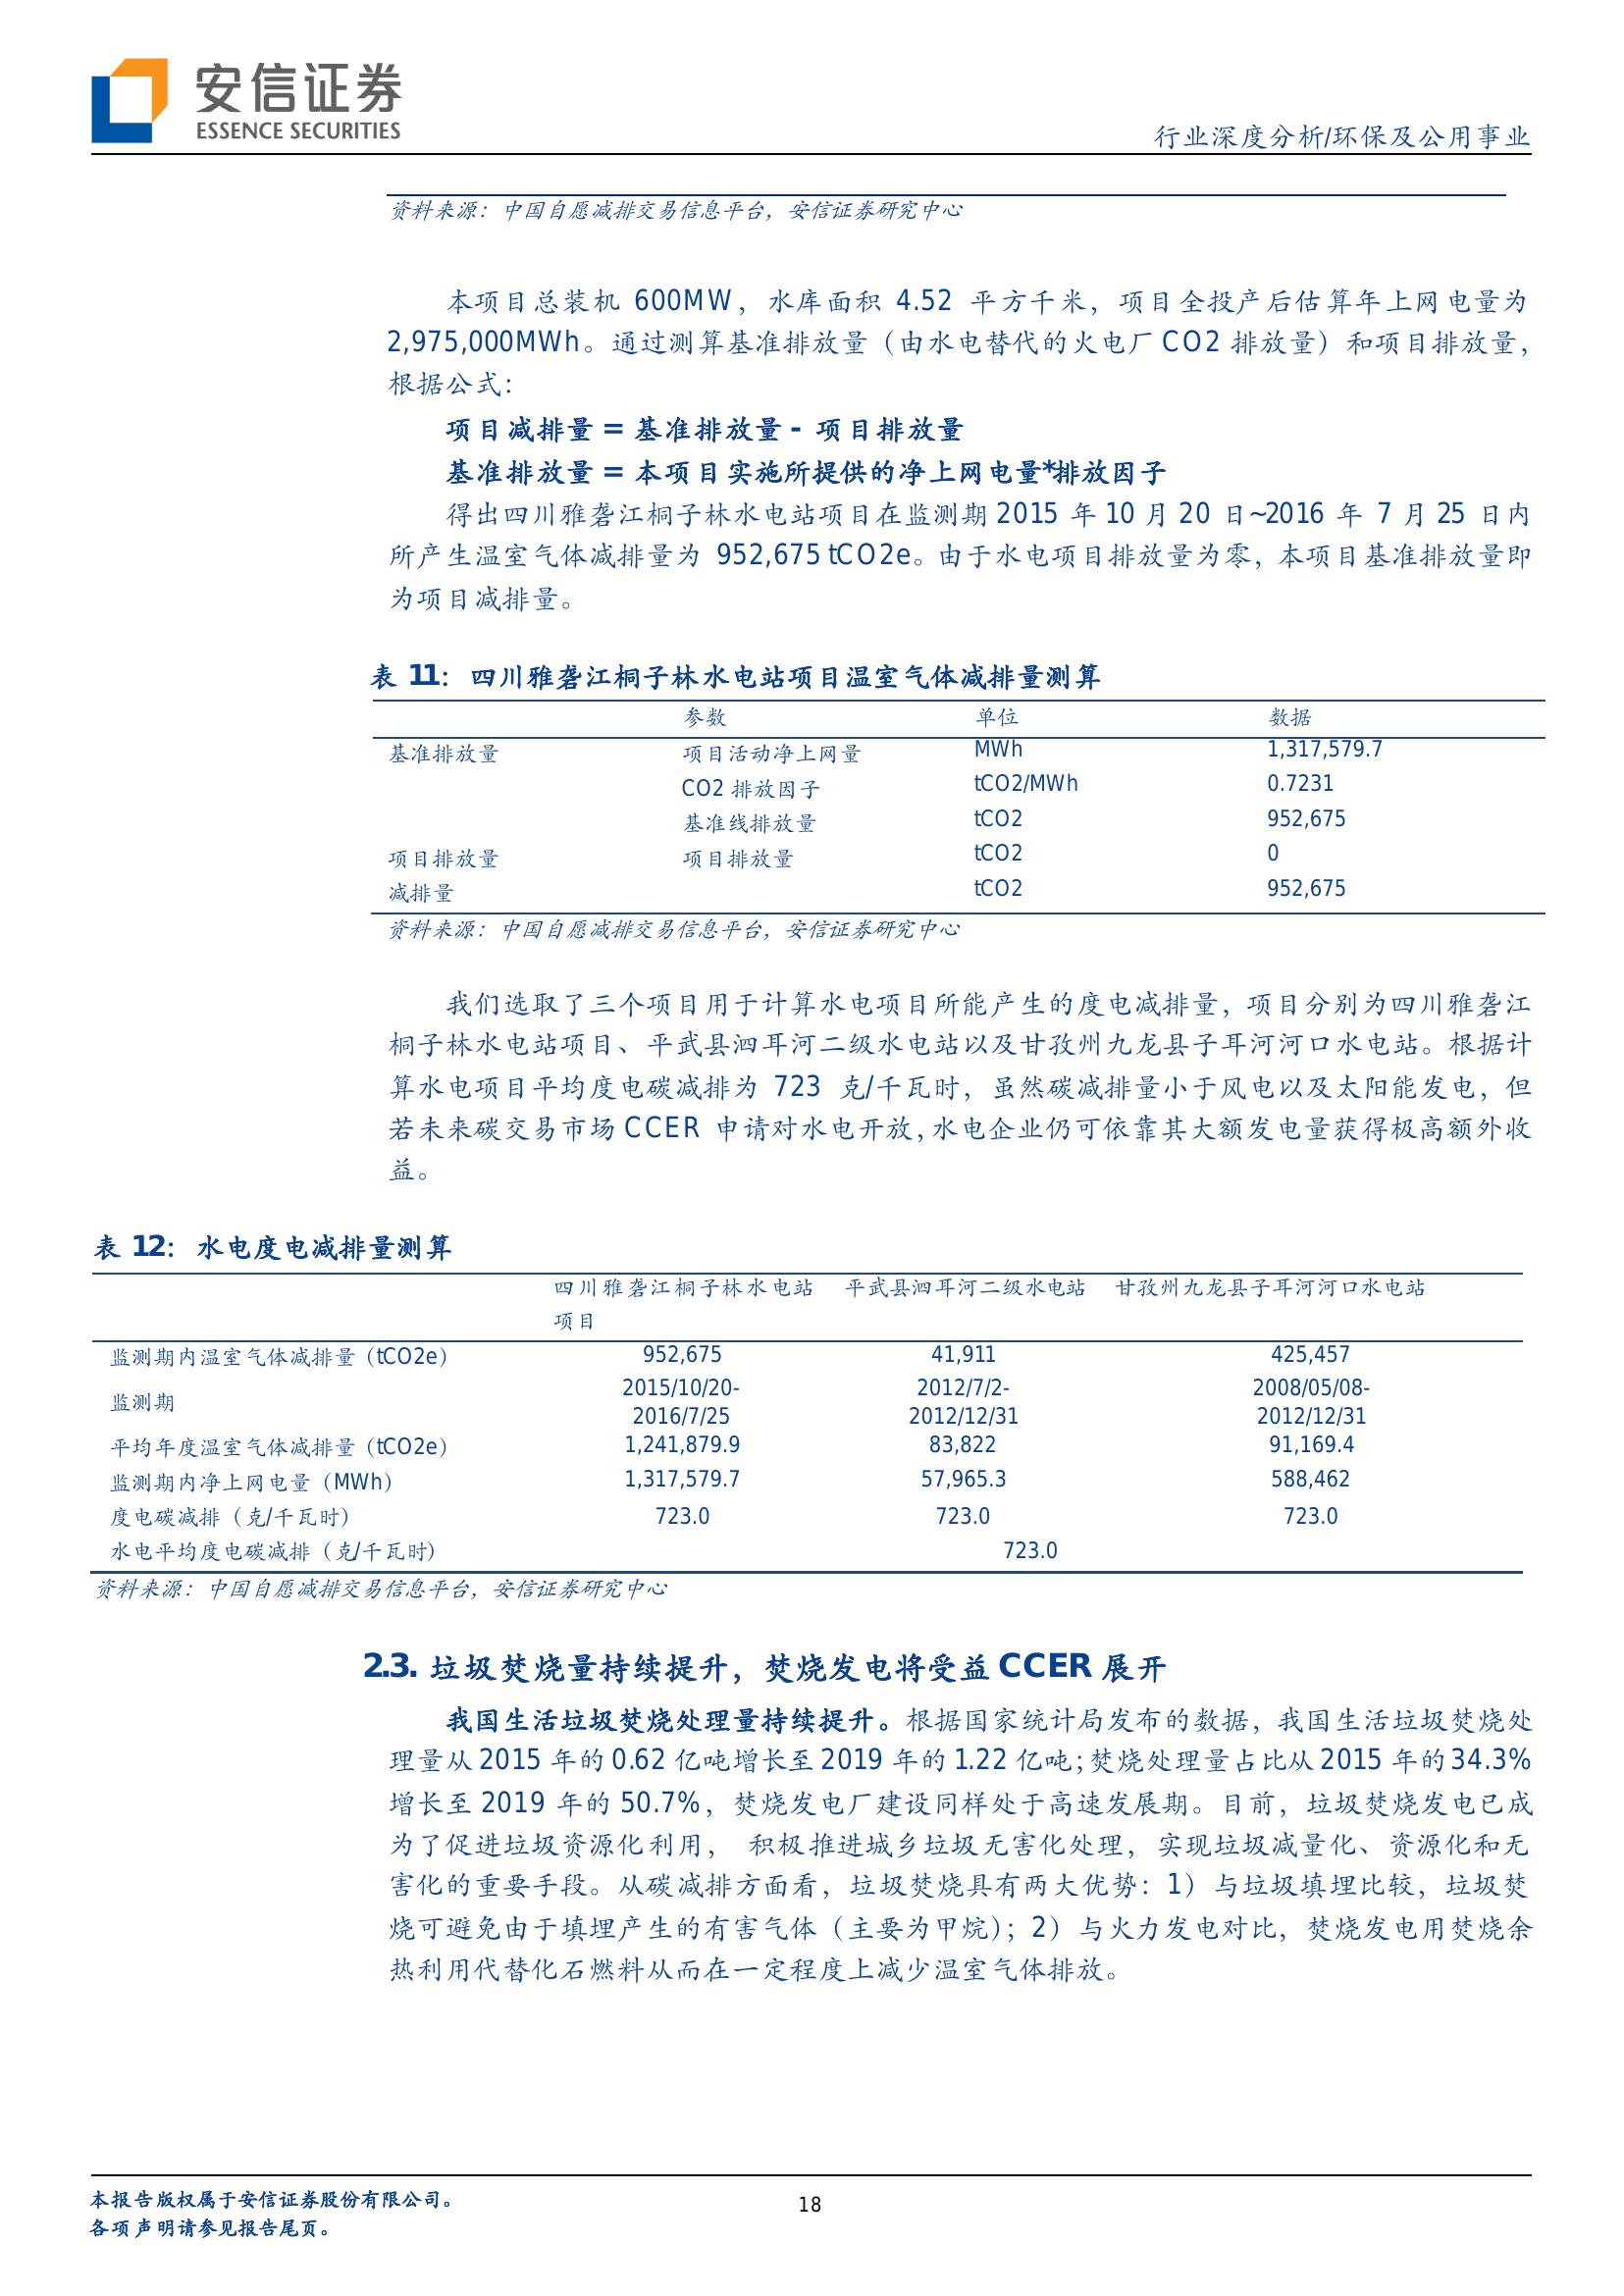 安信证券
ESSENCE SECURITIES
行业深度分析/环保及公用事业
资料来源：中国自愿减排交易信息平台，安信证券研究中心
本项目总装机 600MW，水库面积 4.52 平方千米，项目全投产后估算年上网电量为
2,975,000MWh。通过测算基准排放量（由水电替代的火电厂 CO2 排放量）和项目排放量，
根据公式：
项目减排量 = 基准排放量 - 项目排放量
基准排放量 = 本项目实施所提供的净上网电量*排放因子
得出四川雅砻江桐子林水电站项目在监测期 2015 年 10 月 20 日~2016 年 7 月 25 日内
所产生温室气体减排量为 952,675 tCO2e。由于水电项目排放量为零，本项目基准排放量即
为项目减排量。
表 11：四川雅砻江桐子林水电站项目温室气体减排量测算
参数 单位 数据
基准排放量 项目活动净上网量 MWh 1,317,579.7
CO2 排放因子 tCO2/MWh 0.7231
基准线排放量 tCO2 952,675
项目排放量 项目排放量 tCO2 0
减排量 tCO2 952,675
资料来源：中国自愿减排交易信息平台，安信证券研究中心
我们选取了三个项目用于计算水电项目所能产生的度电减排量，项目分别为四川雅砻江
桐子林水电站项目、平武县泗耳河二级水电站以及甘孜州九龙县子耳河河口水电站。根据计
算水电项目平均度电碳减排为 723 克/千瓦时，虽然碳减排量小于风电以及太阳能发电，但
若未来碳交易市场 CCER 申请对水电开放，水电企业仍可依靠其大额发电量获得极高额外收
益。
表 12：水电度电减排量测算
四川雅砻江桐子林水电站 平武县泗耳河二级水电站 甘孜州九龙县子耳河河口水电站
项目
监测期内温室气体减排量（tCO2e） 952,675 41,911 425,457
监测期 2015/10/20- 2012/7/2- 2008/05/08-
2016/7/25 2012/12/31 2012/12/31
平均年度温室气体减排量（tCO2e） 1,241,879.9 83,822 91,169.4
监测期内净上网电量（MWh） 1,317,579.7 57,965.3 588,462
度电碳减排（克/千瓦时） 723.0 723.0 723.0
水电平均度电碳减排（克/千瓦时） 723.0
资料来源：中国自愿减排交易信息平台，安信证券研究中心
2.3. 垃圾焚烧量持续提升，焚烧发电将受益 CCER 展开
我国生活垃圾焚烧处理量持续提升。根据国家统计局发布的数据，我国生活垃圾焚烧处
理量从 2015 年的 0.62 亿吨增长至 2019 年的 1.22 亿吨；焚烧处理量占比从 2015 年的 34.3%
增长至 2019 年的 50.7%，焚烧发电厂建设同样处于高速发展期。目前，垃圾焚烧发电已成
为了促进垃圾资源化利用， 积极推进城乡垃圾无害化处理，实现垃圾减量化、资源化和无
害化的重要手段。从碳减排方面看，垃圾焚烧具有两大优势：1）与垃圾填埋比较，垃圾焚
烧可避免由于填埋产生的有害气体（主要为甲烷）；2）与火力发电对比，焚烧发电用焚烧余
热利用代替化石燃料从而在一定程度上减少温室气体排放。
本报告版权属于安信证券股份有限公司。
18
各项声明请参见报告尾页。